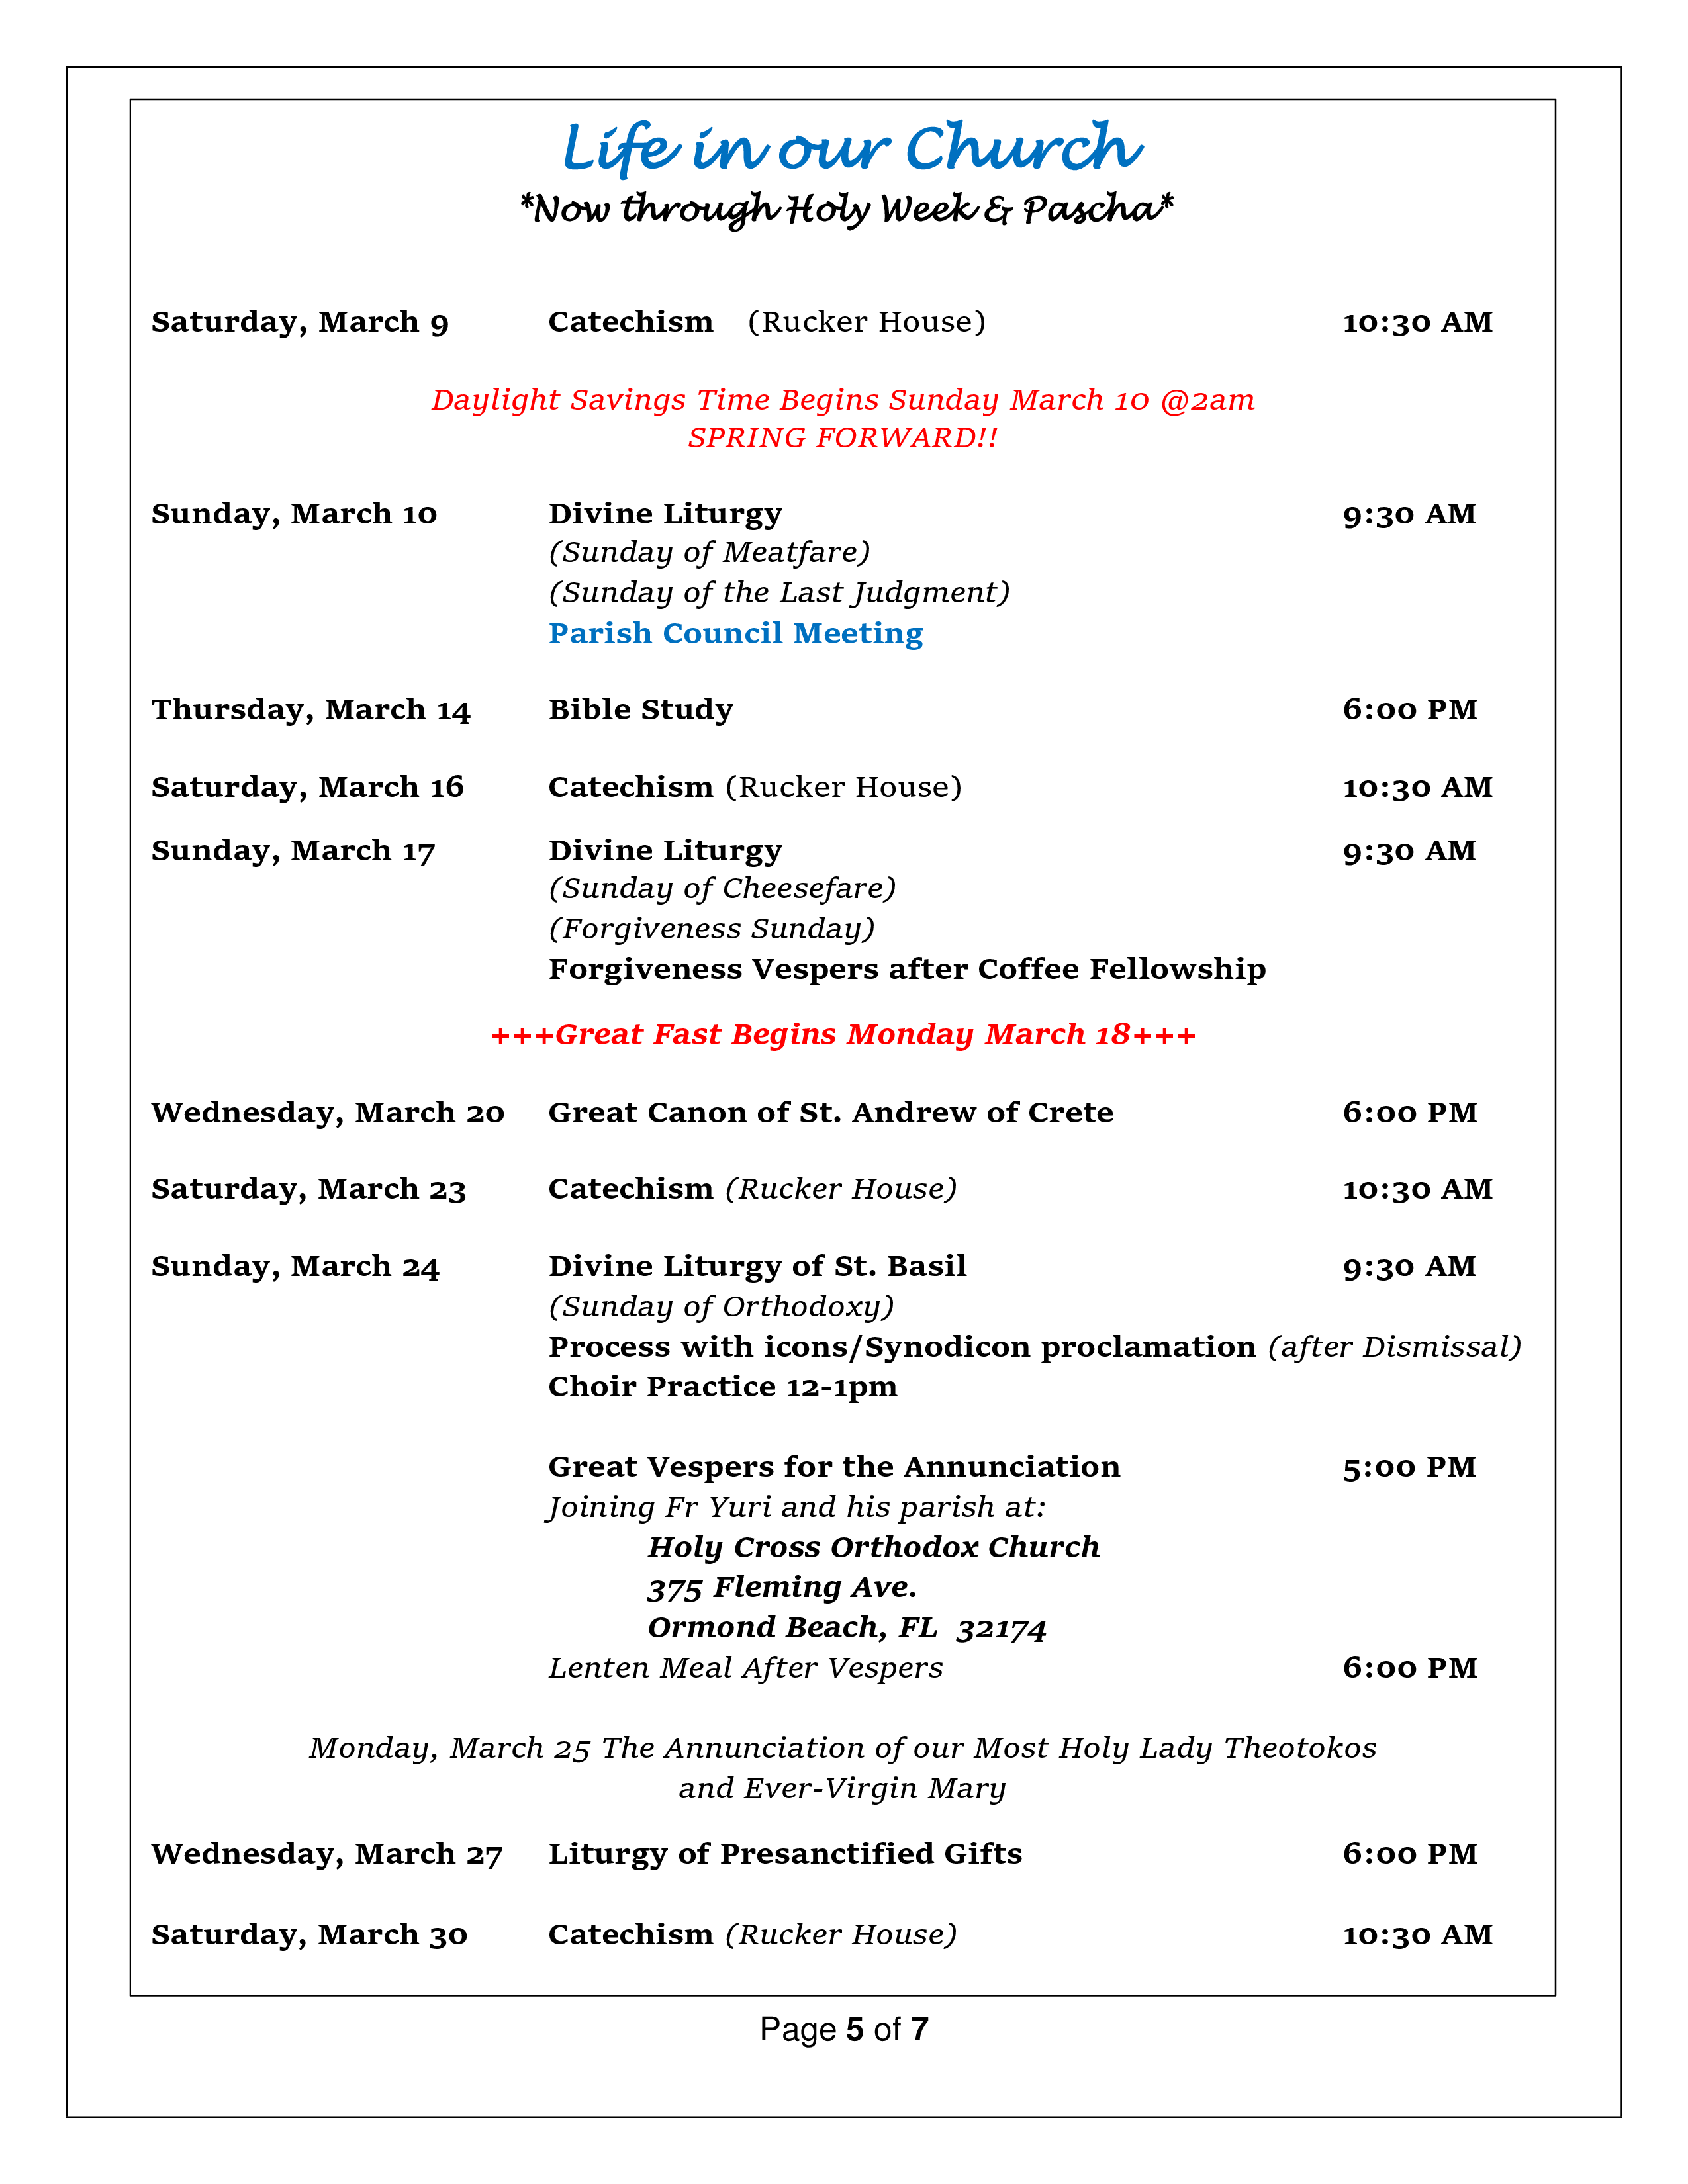 Life in our Church
*Now through Holy Week & Pascha*
Saturday, March 9 Catechism (Rucker House) 10:30 AM
Daylight Savings Time Begins Sunday March 10 @2am
SPRING FORWARD!!
Sunday, March 10 Divine Liturgy 9:30 AM
(Sunday of Meatfare)
(Sunday of the Last Judgment)
Parish Council Meeting
Thursday, March 14 Bible Study 6:00 PM
Saturday, March 16 Catechism (Rucker House) 10:30 AM
Sunday, March 17 Divine Liturgy 9:30 AM
(Sunday of Cheesefare)
(Forgiveness Sunday)
Forgiveness Vespers after Coffee Fellowship
+++Great Fast Begins Monday March 18+++
Wednesday, March 20 Great Canon of St. Andrew of Crete 6:00 PM
Saturday, March 23 Catechism (Rucker House) 10:30 AM
Sunday, March 24 Divine Liturgy of St. Basil 9:30 AM
(Sunday of Orthodoxy)
Process with icons/Synodicon proclamation (after Dismissal)
Choir Practice 12-1pm
Great Vespers for the Annunciation 5:00 PM
Joining Fr Yuri and his parish at:
Holy Cross Orthodox Church
375 Fleming Ave.
Ormond Beach, FL 32174
Lenten Meal After Vespers 6:00 PM
Monday, March 25 The Annunciation of our Most Holy Lady Theotokos
and Ever-Virgin Mary
Wednesday, March 27 Liturgy of Presanctified Gifts 6:00 PM
Saturday, March 30 Catechism (Rucker House) 10:30 AM
Page 5 of 7